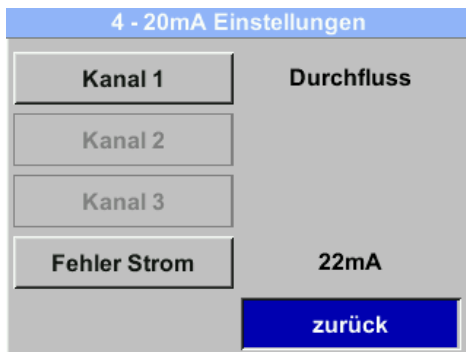 4 - 20mA Einstellungen
Kanal 1 Durchfluss
Kanal 2
Kanal 3
Fehler Strom 22mA
zurück